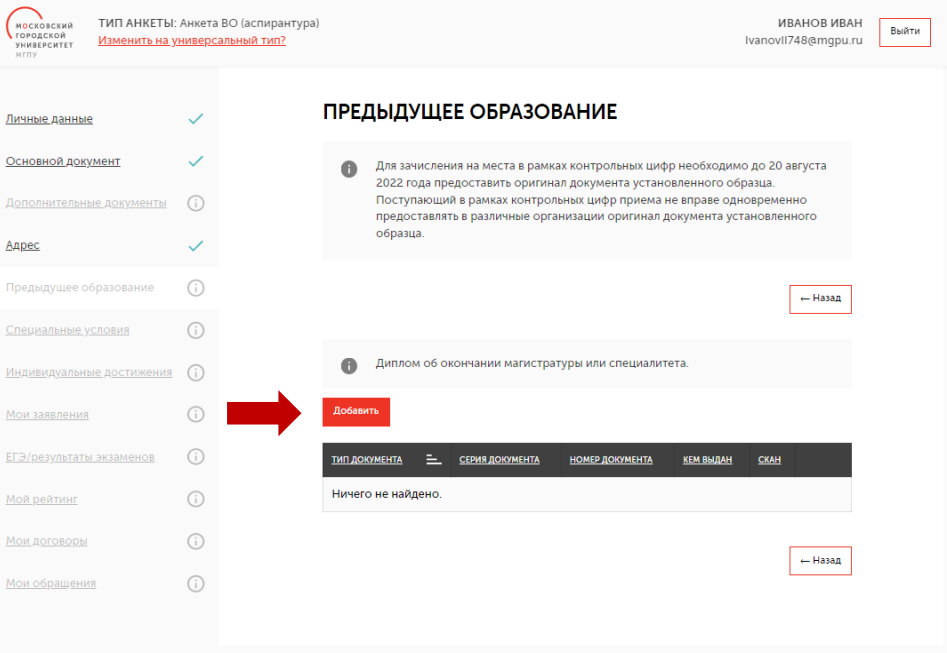 МОСКОВСКИЙ
ГОРОДСКОЙ
УНИВЕРСИТЕТ
МГПУ
ТИП АНКЕТЫ: Анкета ВО (аспирантура)
Изменить на универсальный тип?
ИВАНОВ ИВАН
IvanovII748@mgpu.ru
Выйти
Личные данные
Основной документ
Дополнительные документы
Адрес
Предыдущее образование
Специальные условия
Индивидуальные достижения
Мои заявления
ЕГЭ/результаты экзаменов
Мой рейтинг
Мои договоры
Мои обращения
ПРЕДЫДУЩЕЕ ОБРАЗОВАНИЕ
Для зачисления на места в рамках контрольных цифр необходимо до 20 августа
2022 года предоставить оригинал документа установленного образца.
Поступающий в рамках контрольных цифр приема не вправе одновременно
предоставлять в различные организации оригинал документа установленного
образца.
← Назад
Диплом об окончании магистратуры или специалитета.
Добавить
ТИП ДОКУМЕНТА СЕРИЯ ДОКУМЕНТА НОМЕР ДОКУМЕНТА КЕМ ВЫДАН СКАН
Ничего не найдено.
← Назад